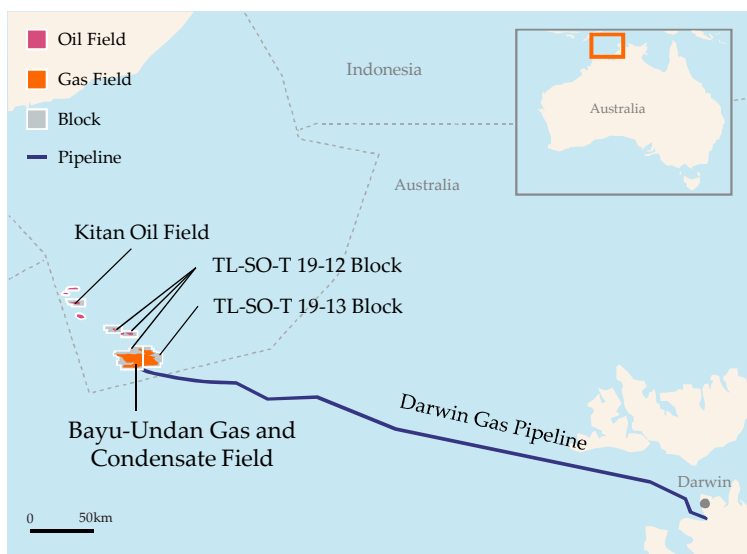 Oil Field
Gas Field
Block
Pipeline
Indonesia
Australia
Australia
Kitan Oil Field
TL-SO-T 19-12 Block
TL-SO-T 19-13 Block
Bayu-Undan Gas and
Condensate Field
Darwin Gas Pipeline
Darwin
0
50km